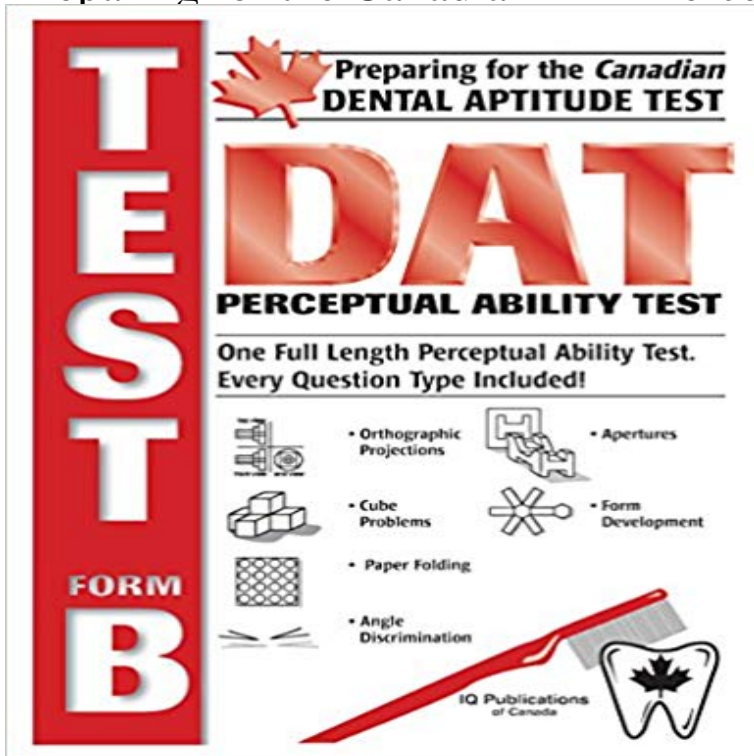 TEST
FORM
B
Preparing for the Canadian
DENTAL APTITUDE TEST
DAT
PERCEPTUAL ABILITY TEST
One Full Length Perceptual Ability Test.
Every Question Type Included!
• Orthographic
Projections
• Apertures
• Cube
Problems
• Form
Development
• Paper Folding
• Angle
Discrimination
IQ Publications
of Canada